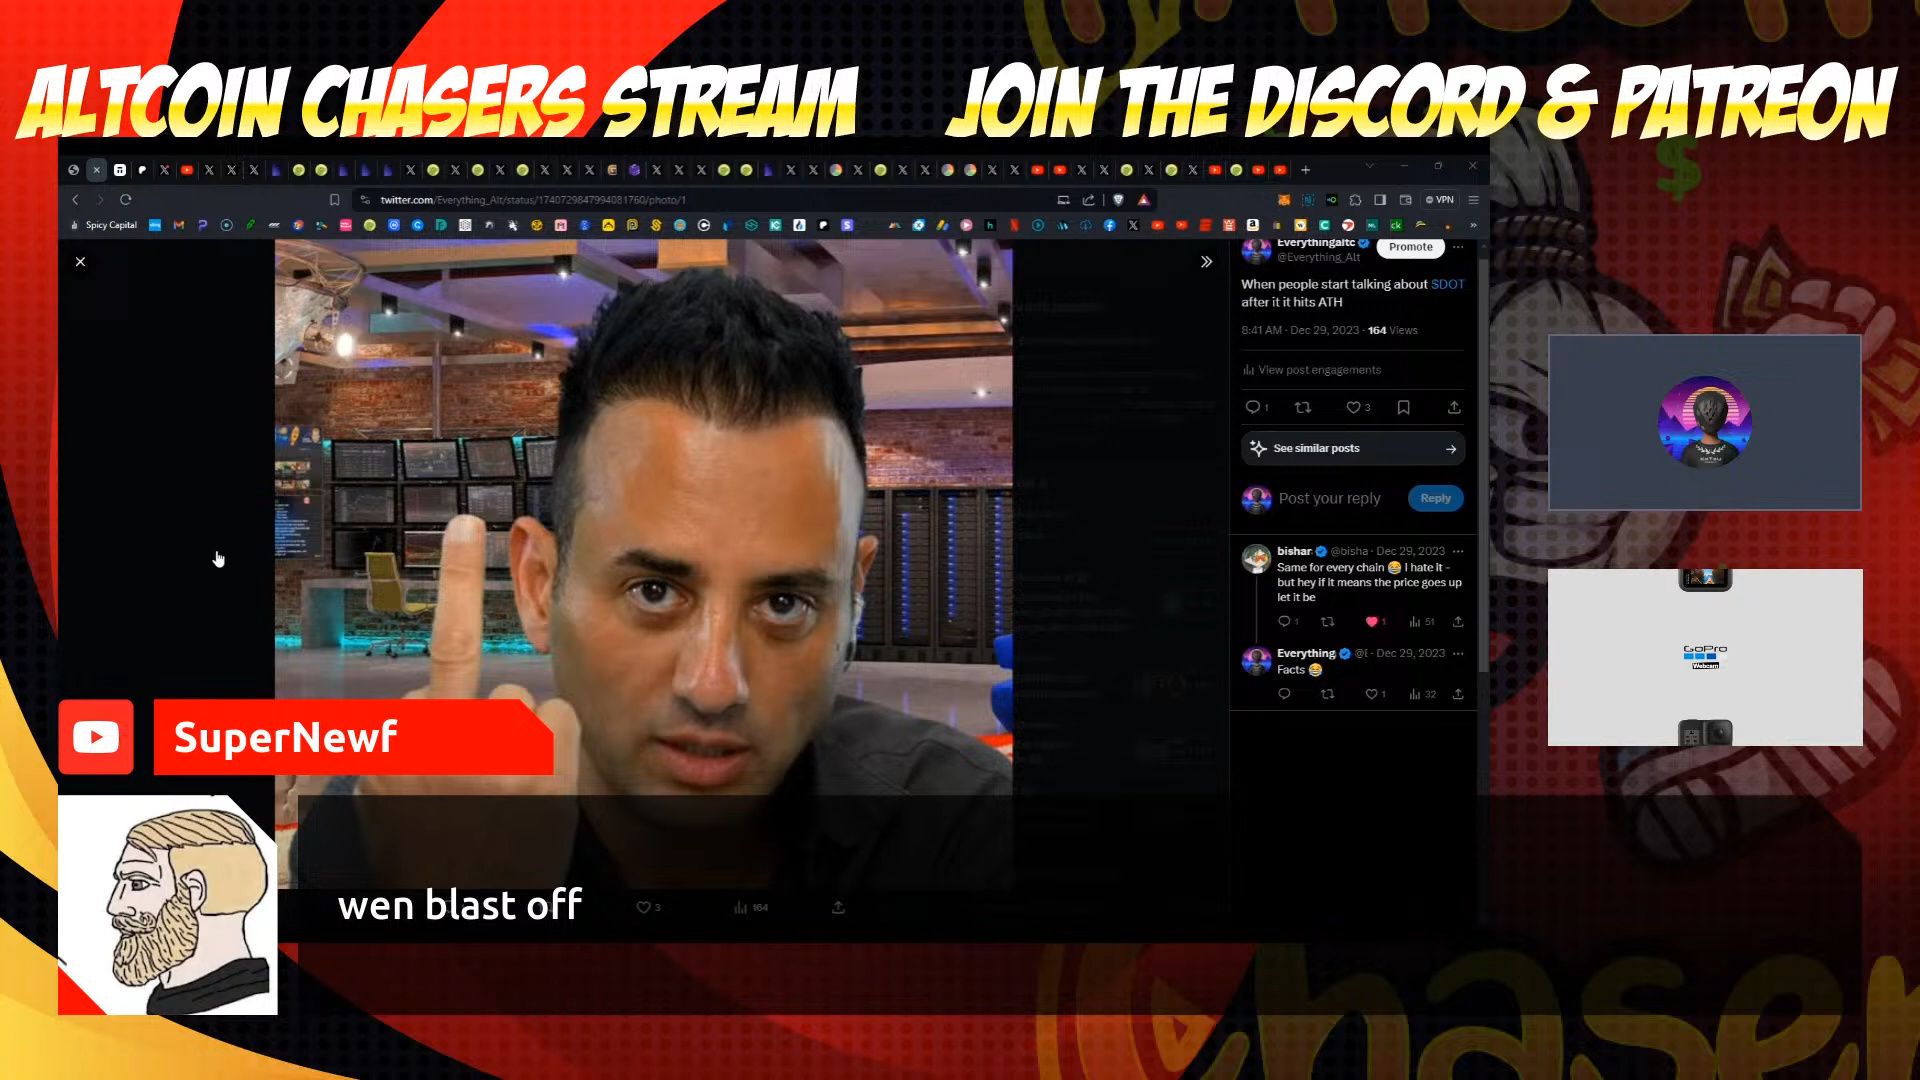 ALTCOIN CHASERS STREAM
JOIN THE DISCORD & PATREON
twitter.com/Everything_Alt/status/1740729847994081760/photo/1
VPN
Spicy Capital
Everythingaltc
Promote
@Everything_Alt
When people start talking about $DOT
after it it hits ATH
8:41 AM · Dec 29, 2023 · 164 Views
View post engagements
1
3
See similar posts
Post your reply
Reply
bishar @bisha · Dec 29, 2023
Same for every chain 😂 I hate it -
but hey if it means the price goes up
let it be
1
1
51
Everything @E · Dec 29, 2023
Facts 😂
1
32
GoPro
Webcam
SuperNewf
wen blast off
3
164